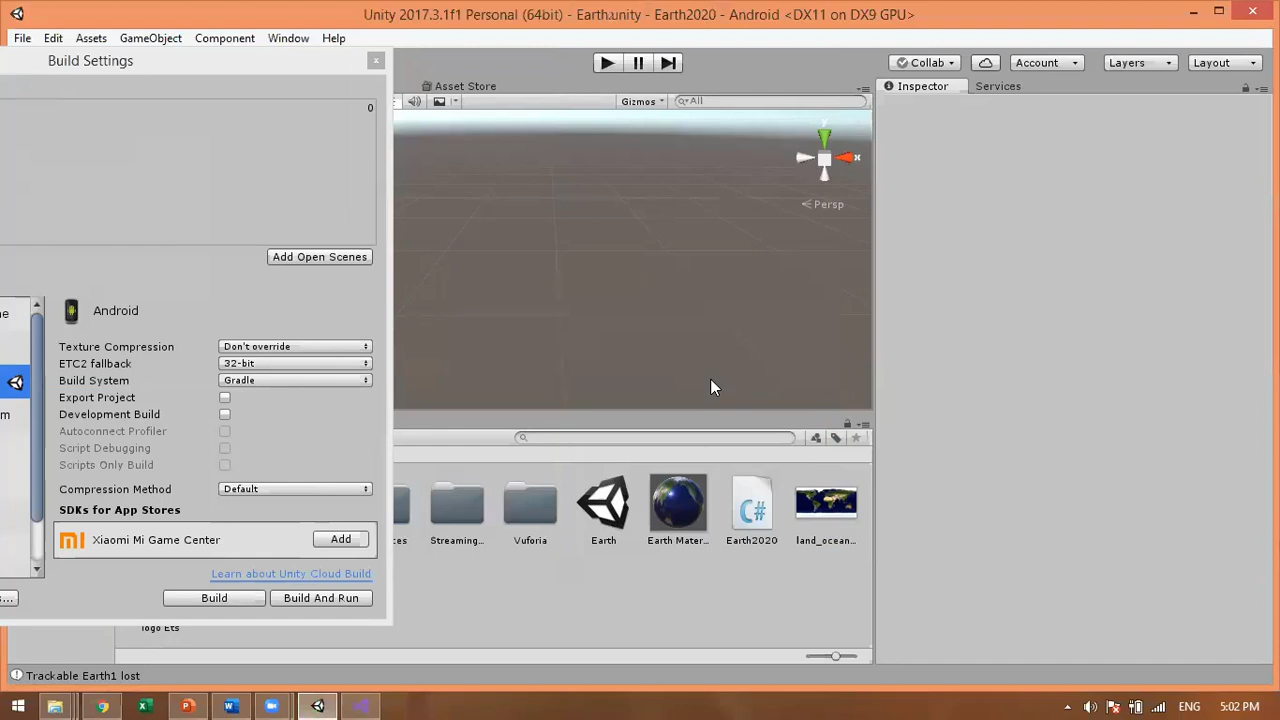 Unity 2017.3.1f1 Personal (64bit) - Earth.unity - Earth2020 - Android <DX11 on DX9 GPU>
File Edit Assets GameObject Component Window Help
Build Settings
Collab Account Layers Layout
Asset Store
Inspector Services
Gizmos All
0
y
x
Persp
Add Open Scenes
Android
Texture Compression Don't override
ETC2 fallback 32-bit
Build System Gradle
Export Project
Development Build
Autoconnect Profiler
Script Debugging
Scripts Only Build
Compression Method Default
SDKs for App Stores
Xiaomi Mi Game Center Add
Learn about Unity Cloud Build
Build Build And Run
Streaming... Vuforia Earth Earth Mater... Earth2020 land_ocean...
logo Ets
Trackable Earth1 lost
ENG 5:02 PM